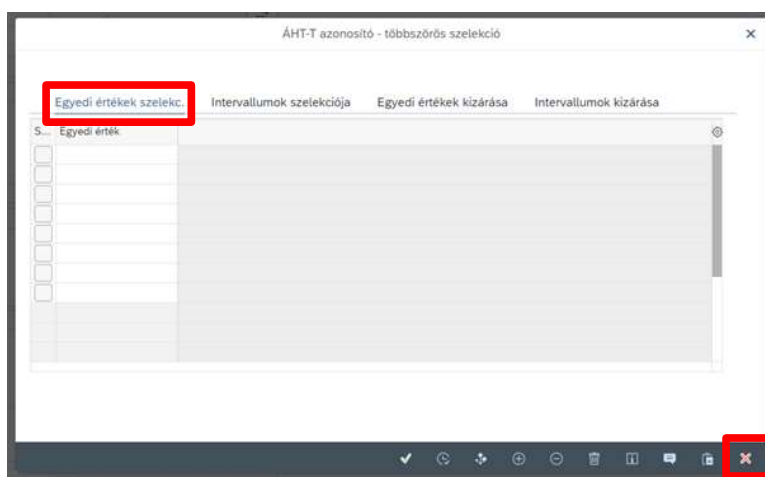 ÁHT-T azonosító - többszörös szelekció
Egyedi értékek szelekc. Intervallumok szelekciója Egyedi értékek kizárása Intervallumok kizárása
S... Egyedi érték